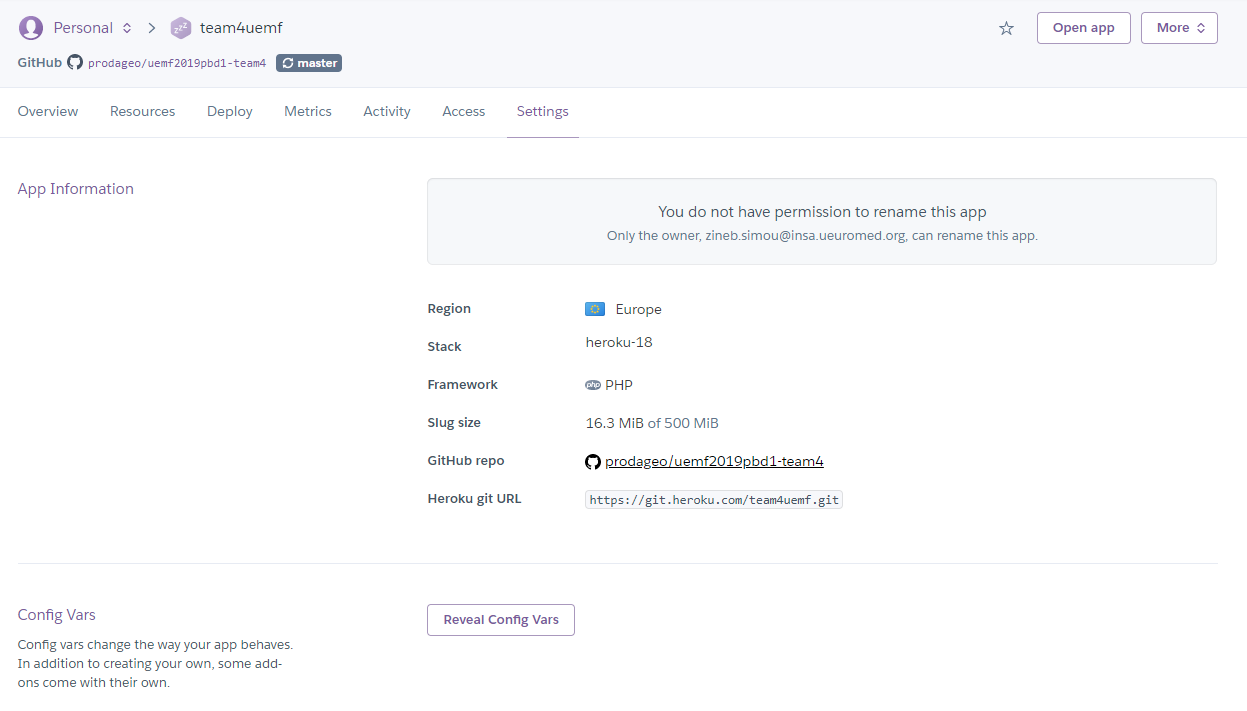 Personal team4uemf Open app More
GitHub prodageo/uemf2019pbd1-team4 master
Overview Resources Deploy Metrics Activity Access Settings
App Information
You do not have permission to rename this app
Only the owner, zineb.simou@insa.ueuromed.org, can rename this app.
Region Europe
Stack heroku-18
Framework php PHP
Slug size 16.3 MiB of 500 MiB
GitHub repo prodageo/uemf2019pbd1-team4
Heroku git URL https://git.heroku.com/team4uemf.git
Config Vars Reveal Config Vars
Config vars change the way your app behaves.
In addition to creating your own, some add-
ons come with their own.